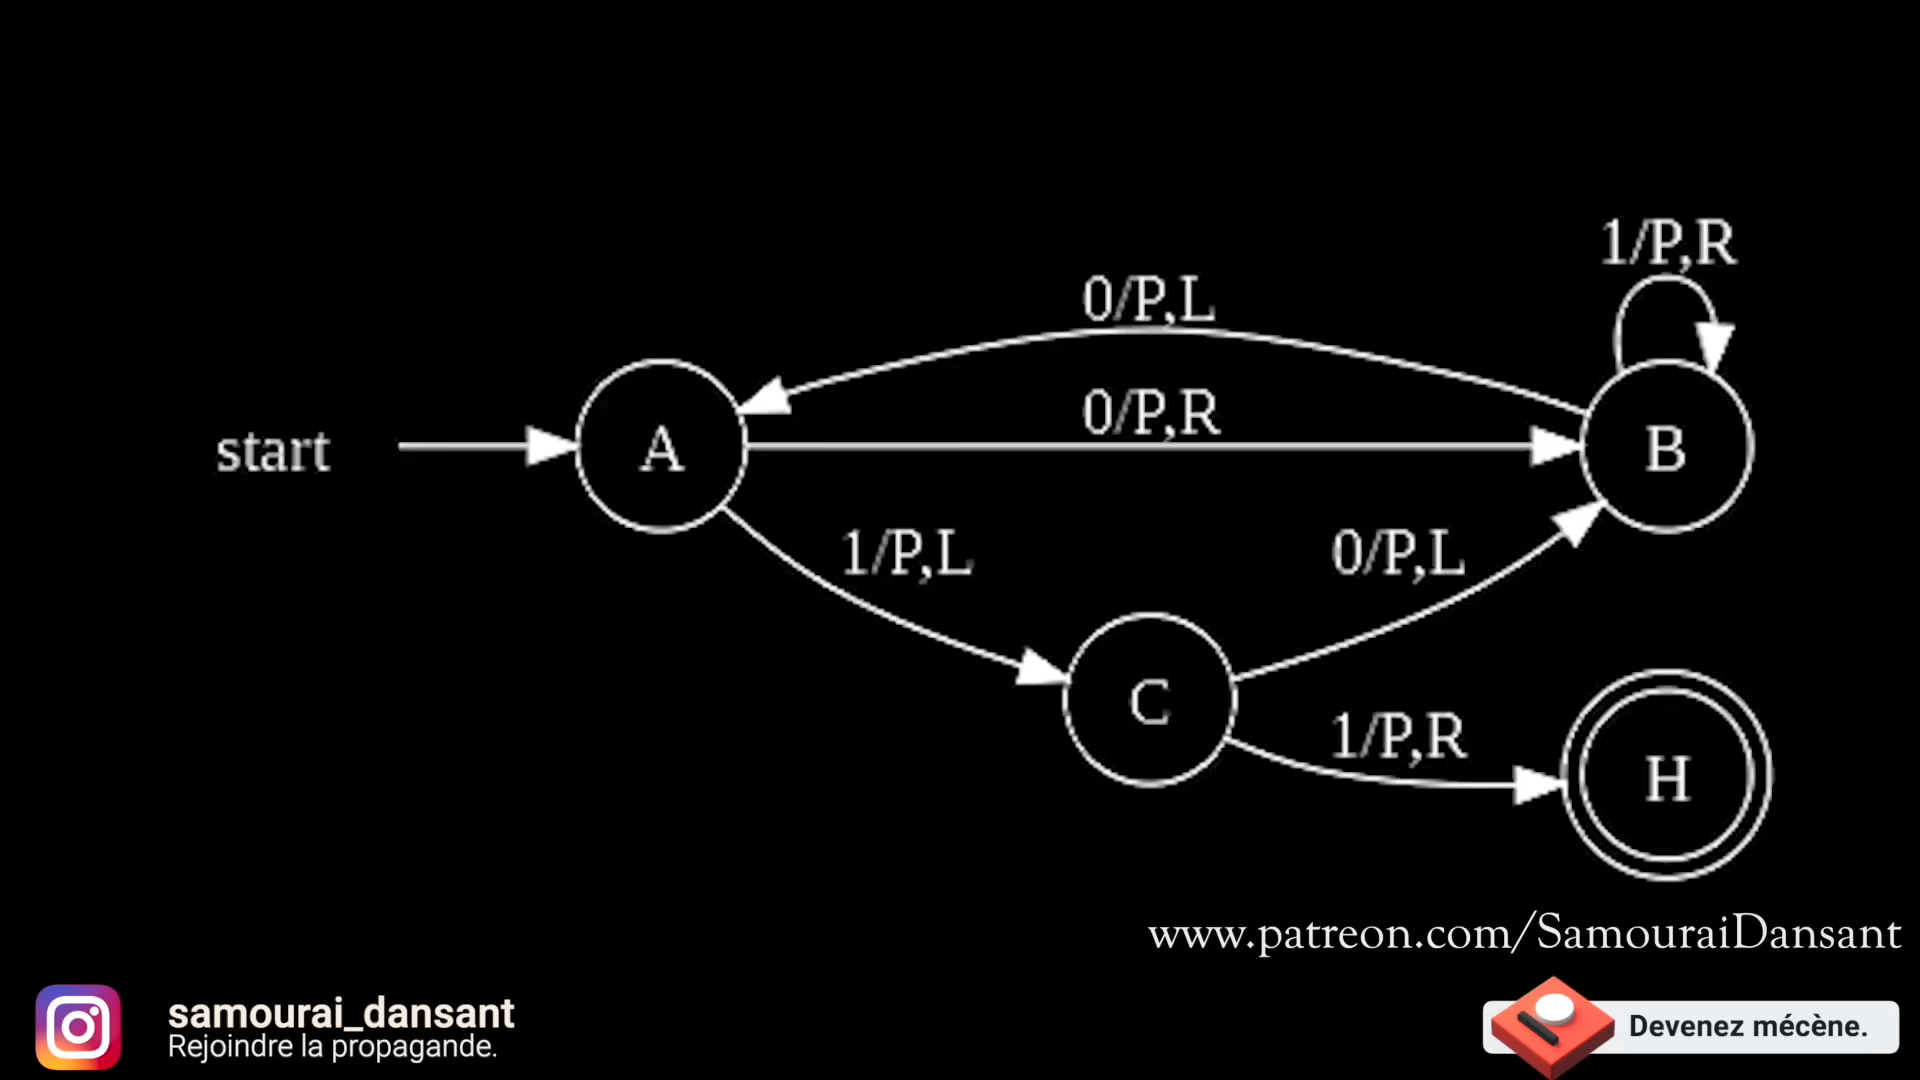 1/P,R
0/P,L
0/P,R
start
A
B
1/P,L
0/P,L
C
1/P,R
H
www.patreon.com/SamouraiDansant
samourai_dansant
Rejoindre la propagande.
Devenez mécène.